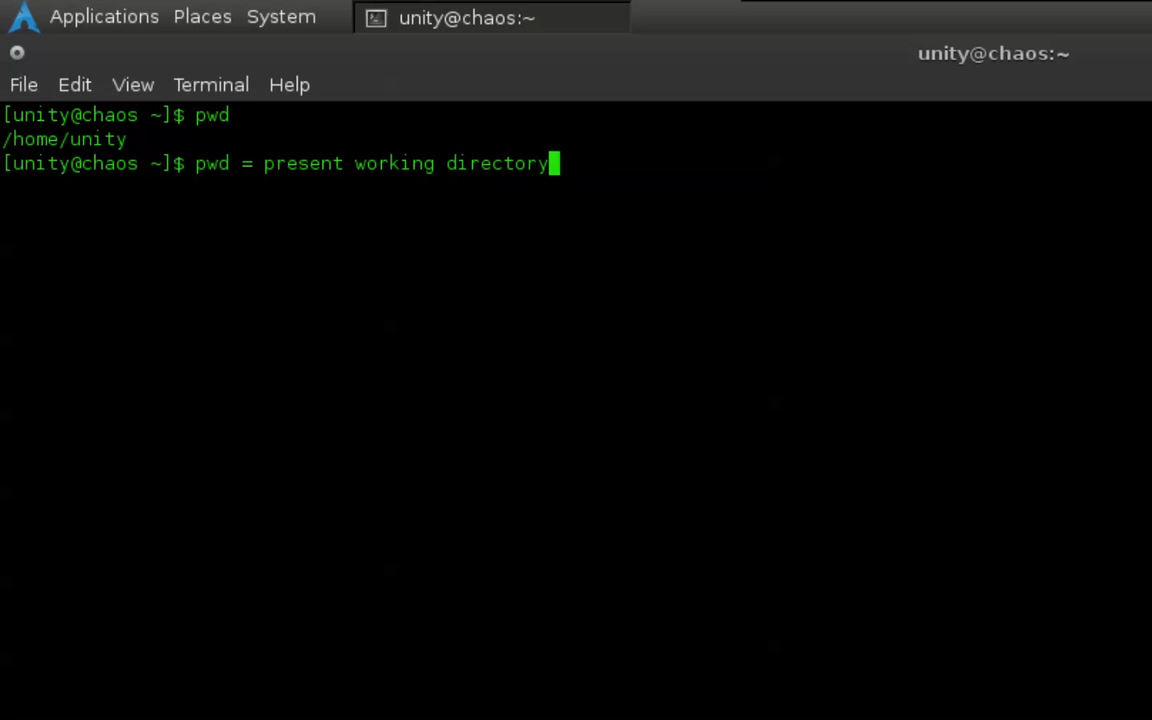 Applications Places System unity@chaos:~
unity@chaos:~
File Edit View Terminal Help
[unity@chaos ~]$ pwd
/home/unity
[unity@chaos ~]$ pwd = present working directory